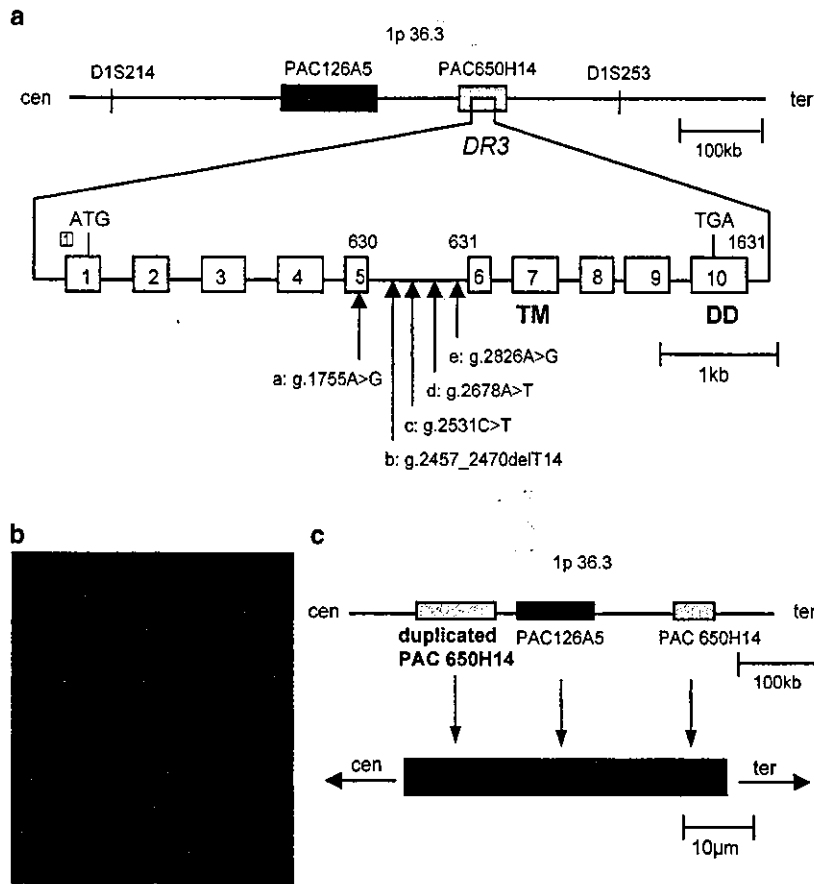 a
1p 36.3
D1S214 PAC126A5 PAC650H14 D1S253
cen ter
DR3
100kb
ATG TGA
1 630 631 1631
1 2 3 4 5 6 7 8 9 10
TM DD
1kb
e: g.2826A>G
a: g.1755A>G
d: g.2678A>T
c: g.2531C>T
b: g.2457_2470delT14
b
c
1p 36.3
cen ter
duplicated PAC126A5 PAC 650H14
PAC 650H14
100kb
cen ter
10µm